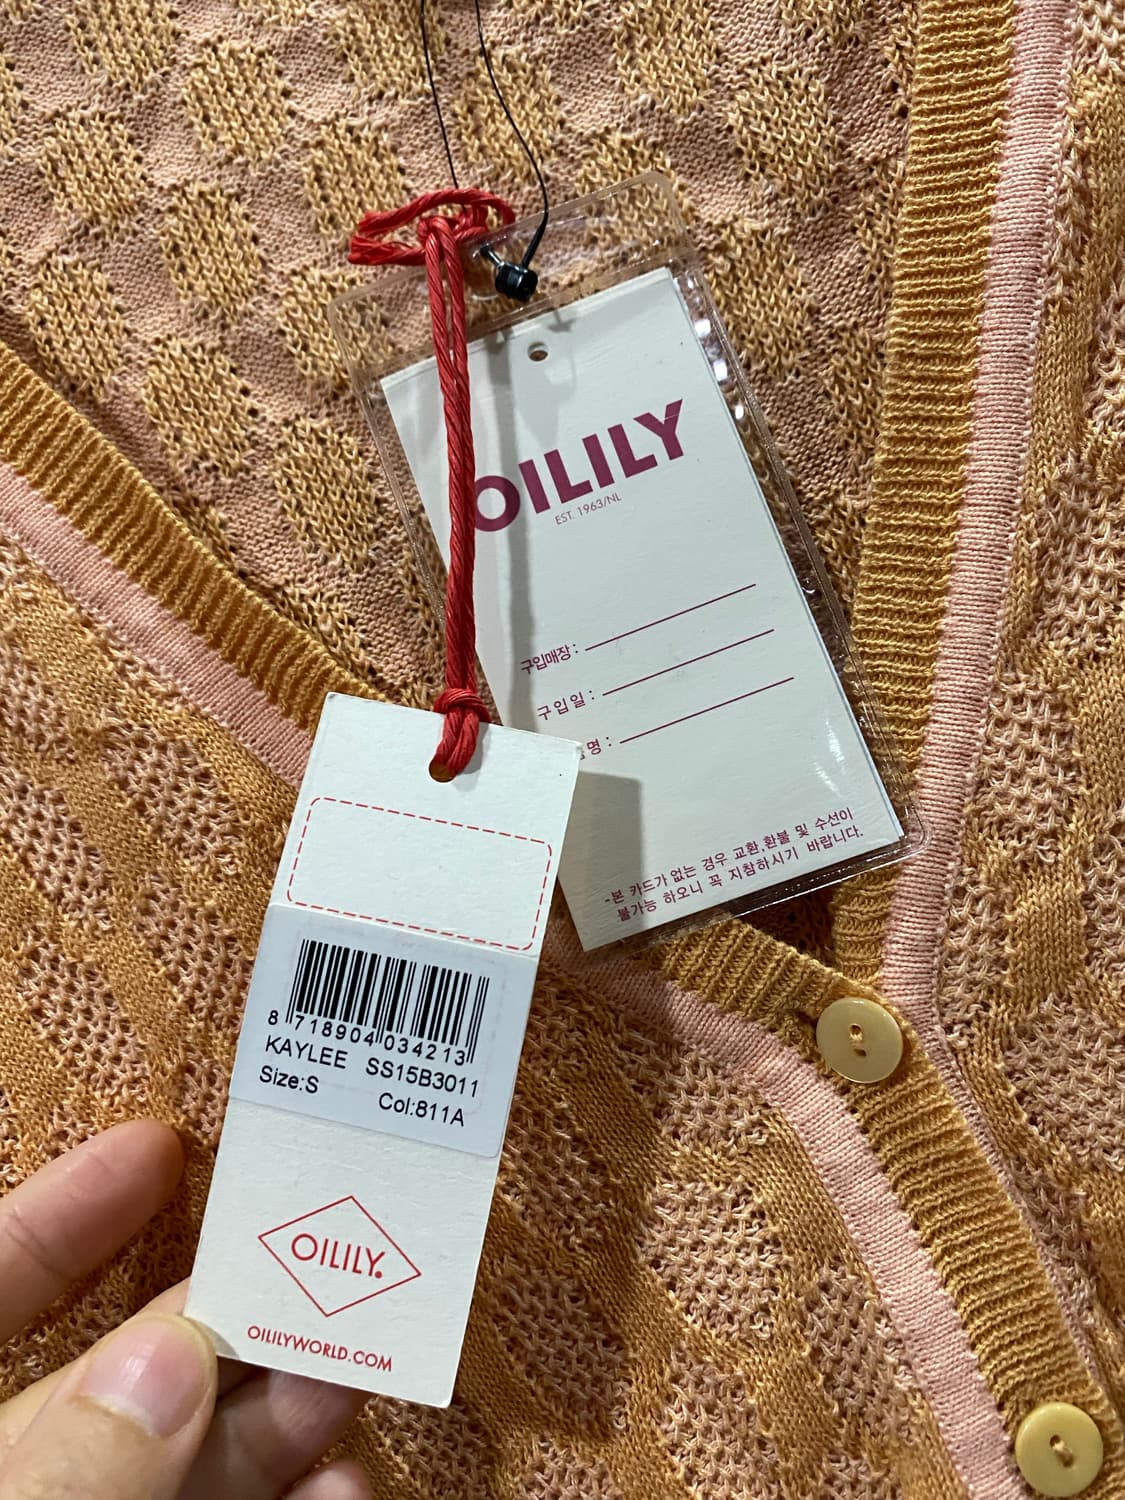 OILILY
EST. 1963/NL
구입매장 :
구 입 일 :
명 :
-본 카드가 없는 경우 교환,환불 및 수선이
불가능 하오니 꼭 지참하시기 바랍니다.
8 718904 034213
KAYLEE SS15B3011
Size:S
Col:811A
OILILY.
OILILYWORLD.COM